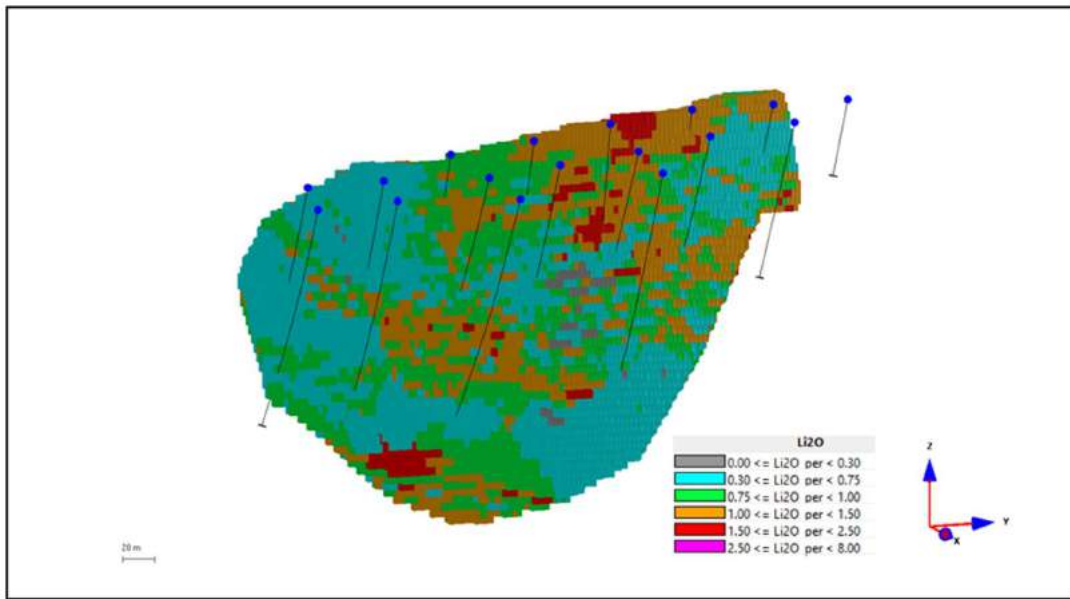 Li2O
0.00 <= Li2O per < 0.30
0.30 <= Li2O per < 0.75
0.75 <= Li2O per < 1.00
1.00 <= Li2O per < 1.50
1.50 <= Li2O per < 2.50
2.50 <= Li2O per < 8.00
Z
Y
X
20 m